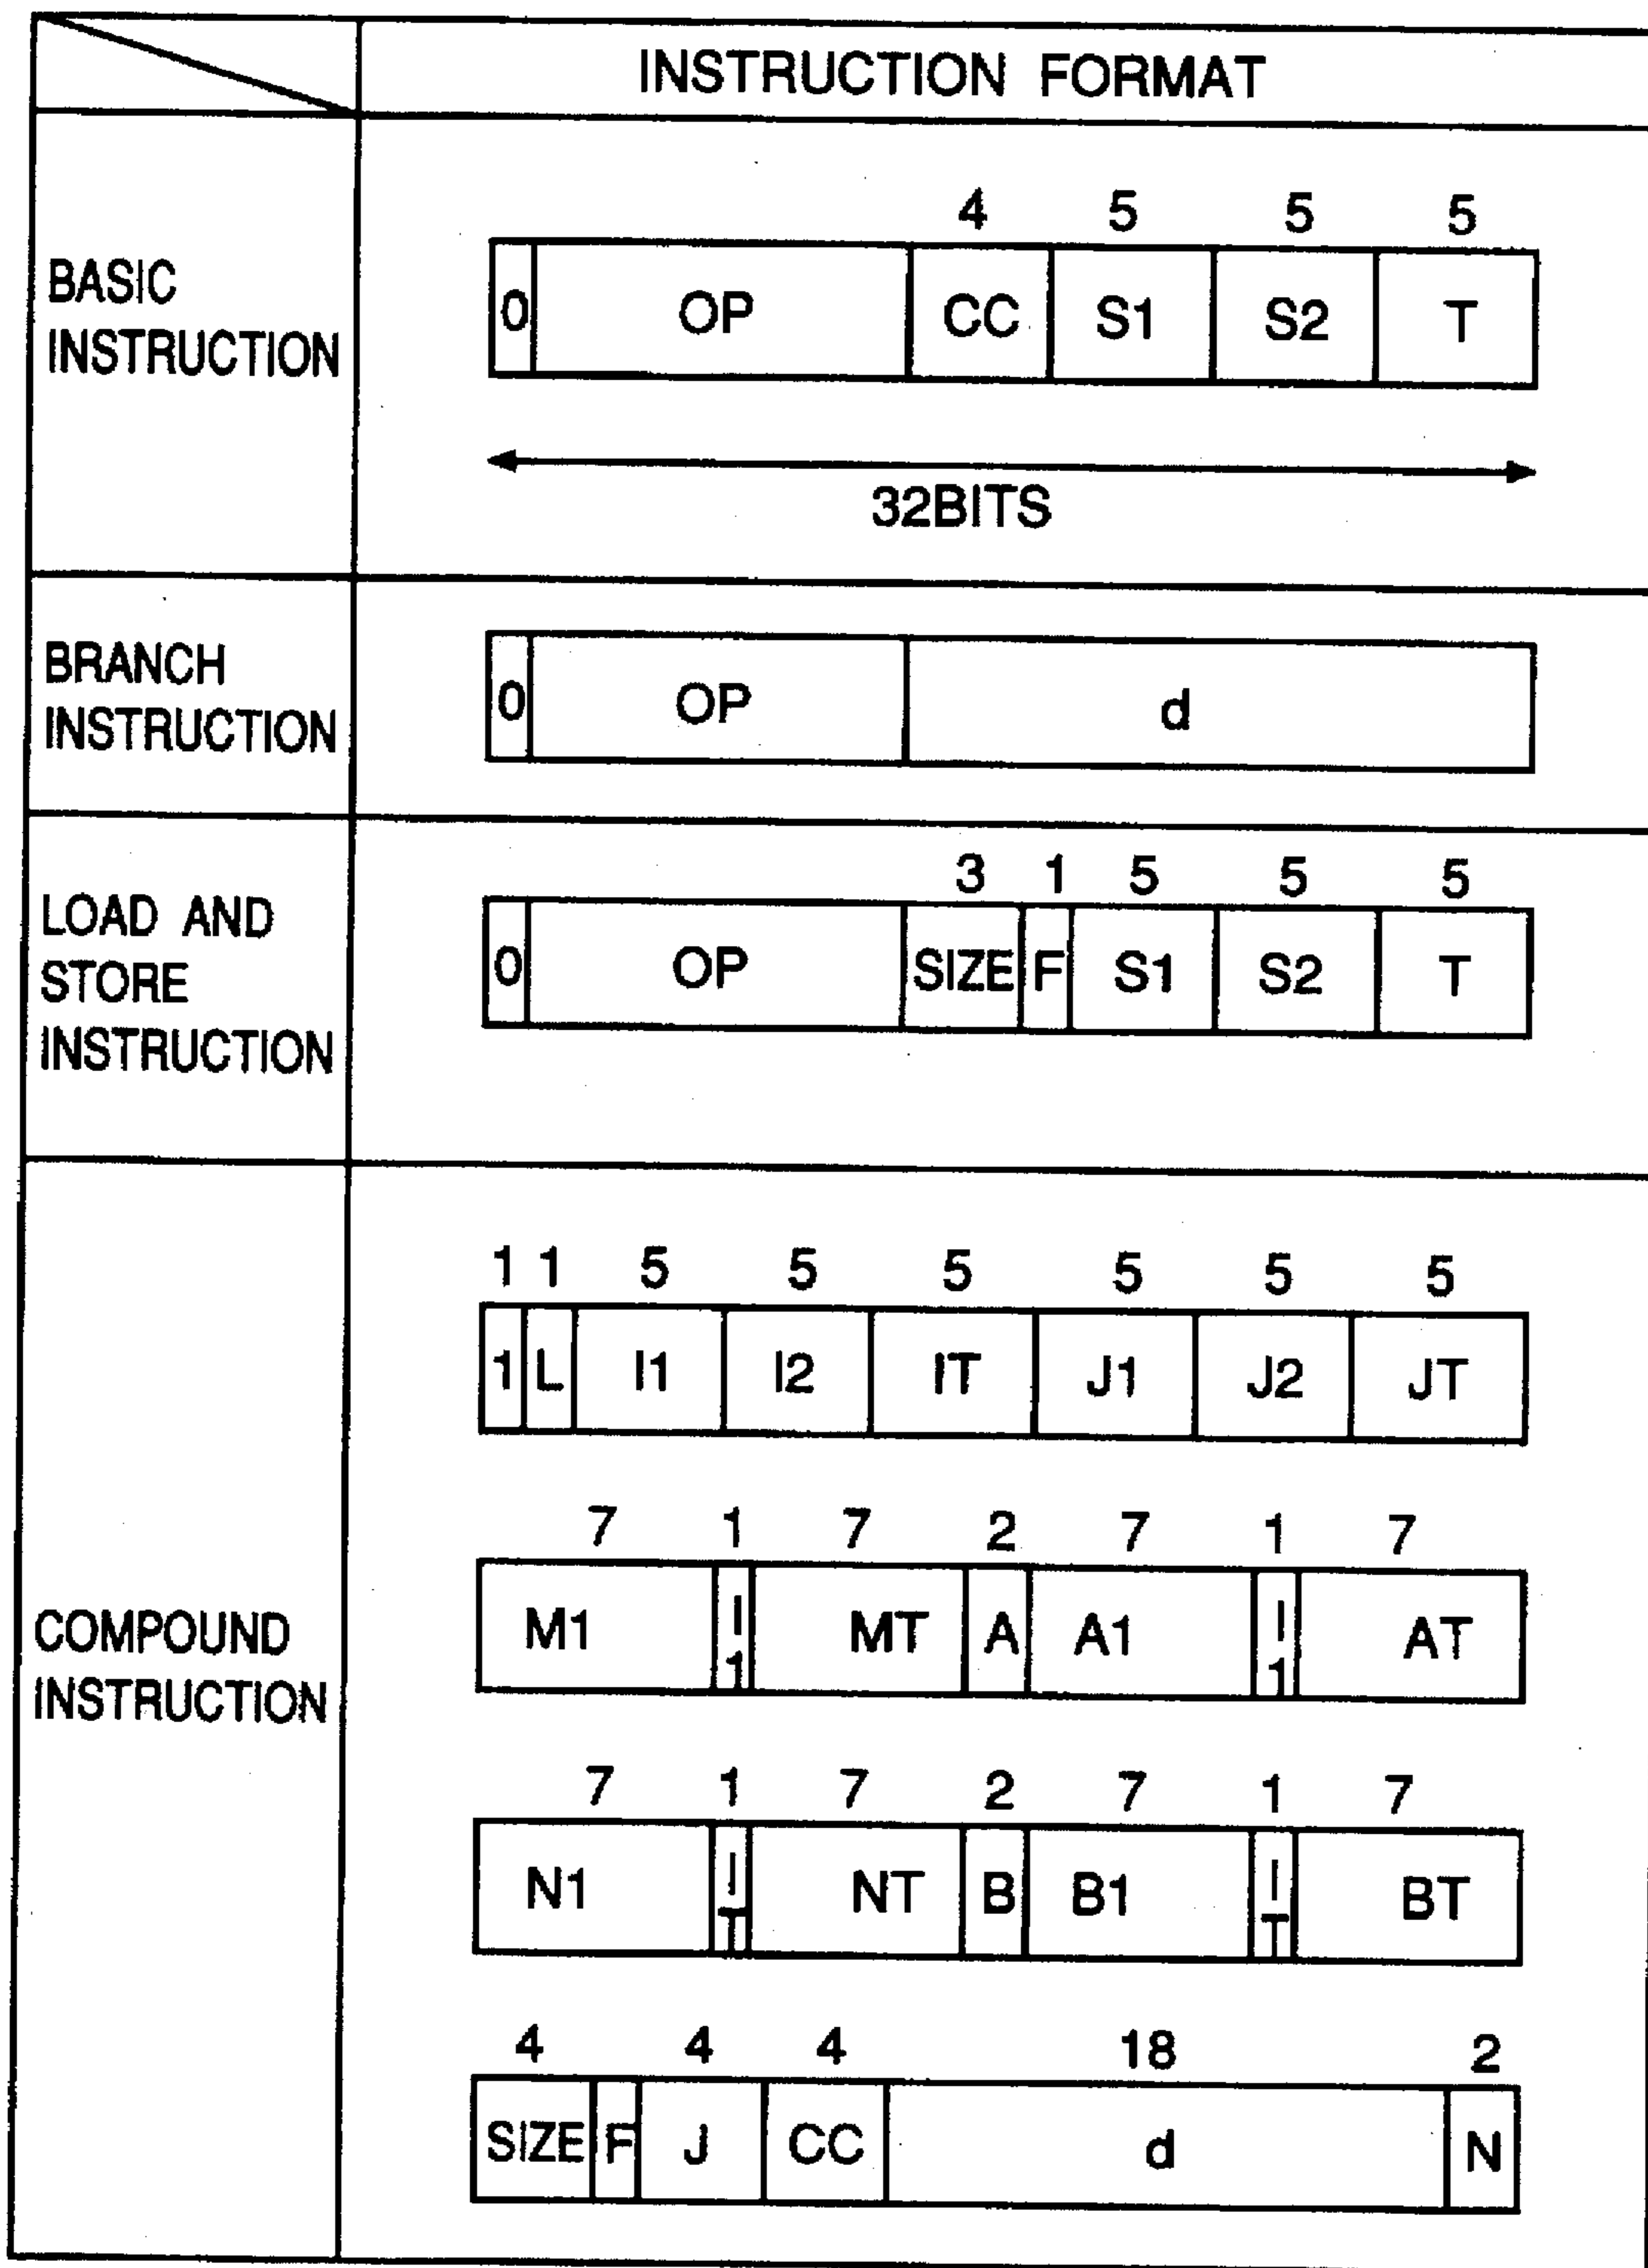 INSTRUCTION FORMAT
BASIC
INSTRUCTION
4 5 5 5
0 OP CC S1 S2 T
32BITS
BRANCH
INSTRUCTION
0 OP d
LOAD AND
STORE
INSTRUCTION
3 1 5 5 5
0 OP SIZE F S1 S2 T
COMPOUND
INSTRUCTION
1 1 5 5 5 5 5 5
1 L I1 I2 IT J1 J2 JT
7 1 7 2 7 1 7
M1 I1 MT A A1 I1 AT
7 1 7 2 7 1 7
N1 IT NT B B1 IT BT
4 4 4 18 2
SIZE F J CC d N